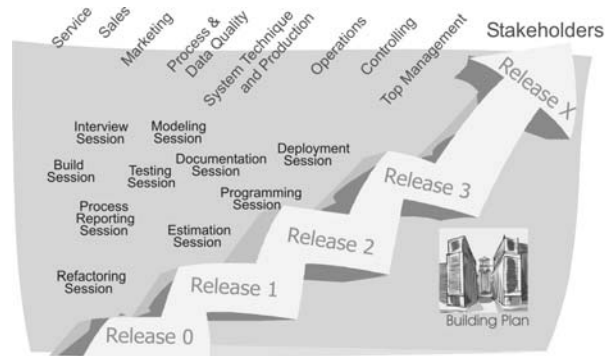 Service
Sales
Marketing
Process &
Data Quality
System Technique
and Production
Operations
Controlling
Top Management
Stakeholders
Release X
Interview
Session
Modeling
Session
Build
Session
Testing
Session
Documentation
Session
Deployment
Session
Process
Reporting
Session
Programming
Session
Estimation
Session
Refactoring
Session
Release 3
Release 2
Release 1
Release 0
Building Plan